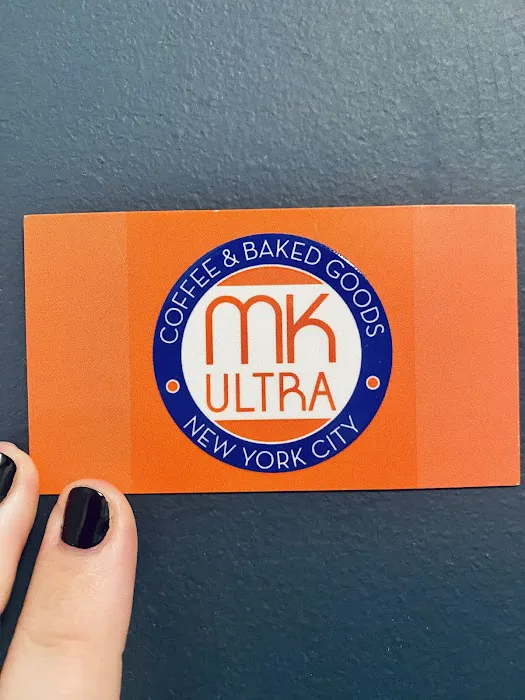 COFFEE & BAKED GOODS
MK
ULTRA
NEW YORK CITY